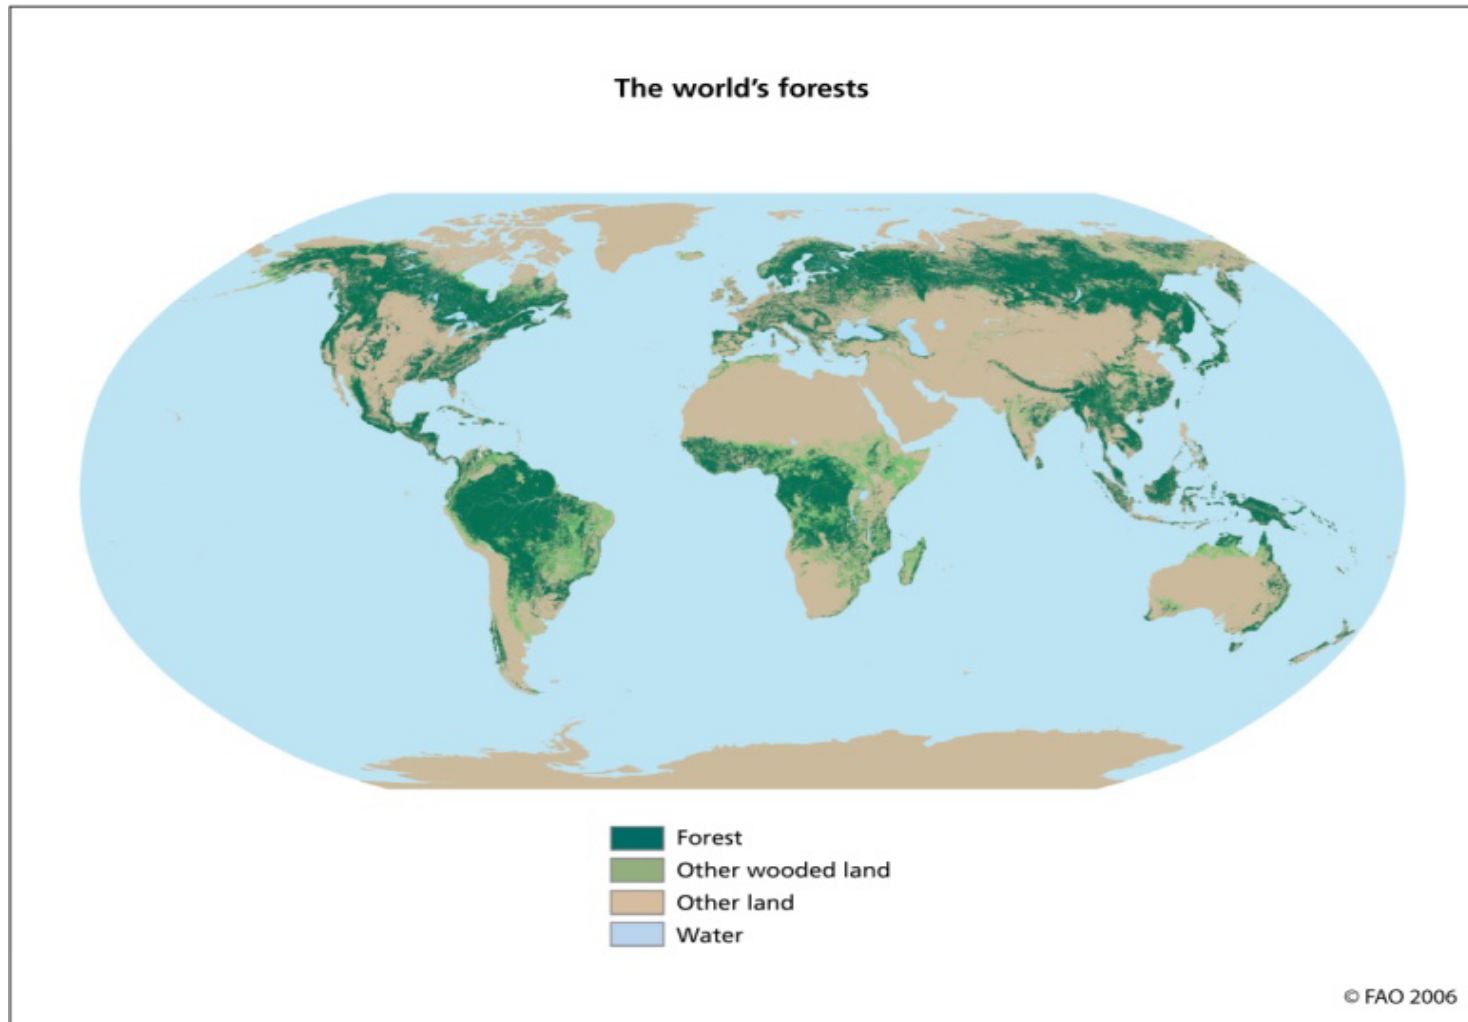 The world's forests
Forest
Other wooded land
Other land
Water
© FAO 2006